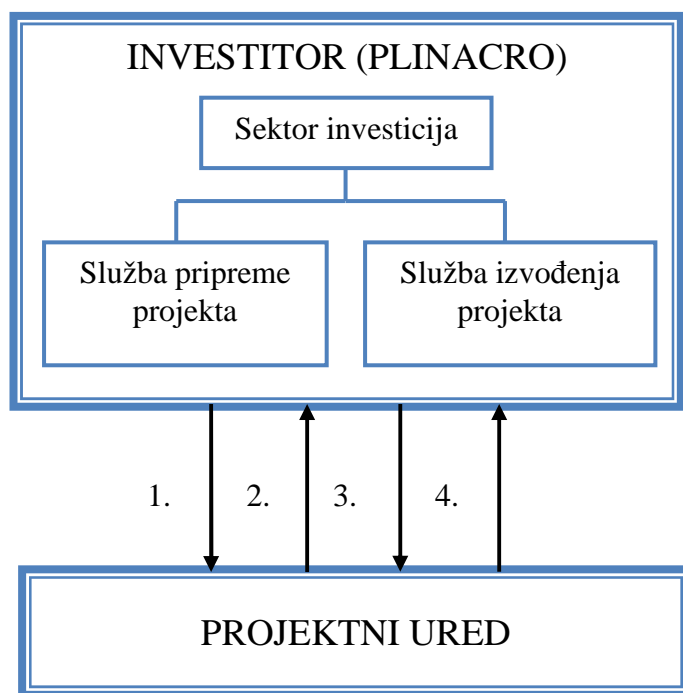 INVESTITOR (PLINACRO)
Sektor investicija
Služba pripreme
projekta
Služba izvođenja
projekta
1. 2. 3. 4.
PROJEKTNI URED